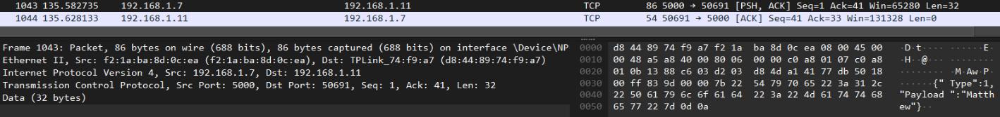 1043 135.582735 192.168.1.7 192.168.1.11 TCP 86 5000 → 50691 [PSH, ACK] Seq=1 Ack=41 Win=65280 Len=32
1044 135.628133 192.168.1.11 192.168.1.7 TCP 54 50691 → 5000 [ACK] Seq=41 Ack=33 Win=131328 Len=0
Frame 1043: Packet, 86 bytes on wire (688 bits), 86 bytes captured (688 bits) on interface \Device\NP
Ethernet II, Src: f2:1a:ba:8d:0c:ea (f2:1a:ba:8d:0c:ea), Dst: TPLink_74:f9:a7 (d8:44:89:74:f9:a7)
Internet Protocol Version 4, Src: 192.168.1.7, Dst: 192.168.1.11
Transmission Control Protocol, Src Port: 5000, Dst Port: 50691, Seq: 1, Ack: 41, Len: 32
Data (32 bytes)
0000 d8 44 89 74 f9 a7 f2 1a ba 8d 0c ea 08 00 45 00 ·D·t···· ······E·
0010 00 48 a5 a8 40 00 80 06 00 00 c0 a8 01 07 c0 a8 ·H··@··· ········
0020 01 0b 13 88 c6 03 d2 03 d8 4d a1 41 77 db 50 18 ········ ·M·Aw·P·
0030 00 ff 83 9d 00 00 7b 22 54 79 70 65 22 3a 31 2c ······{" Type":1,
0040 22 50 61 79 6c 6f 61 64 22 3a 22 4d 61 74 74 68 "Payload ":"Matth
0050 65 77 22 7d 0d 0a ew"}··